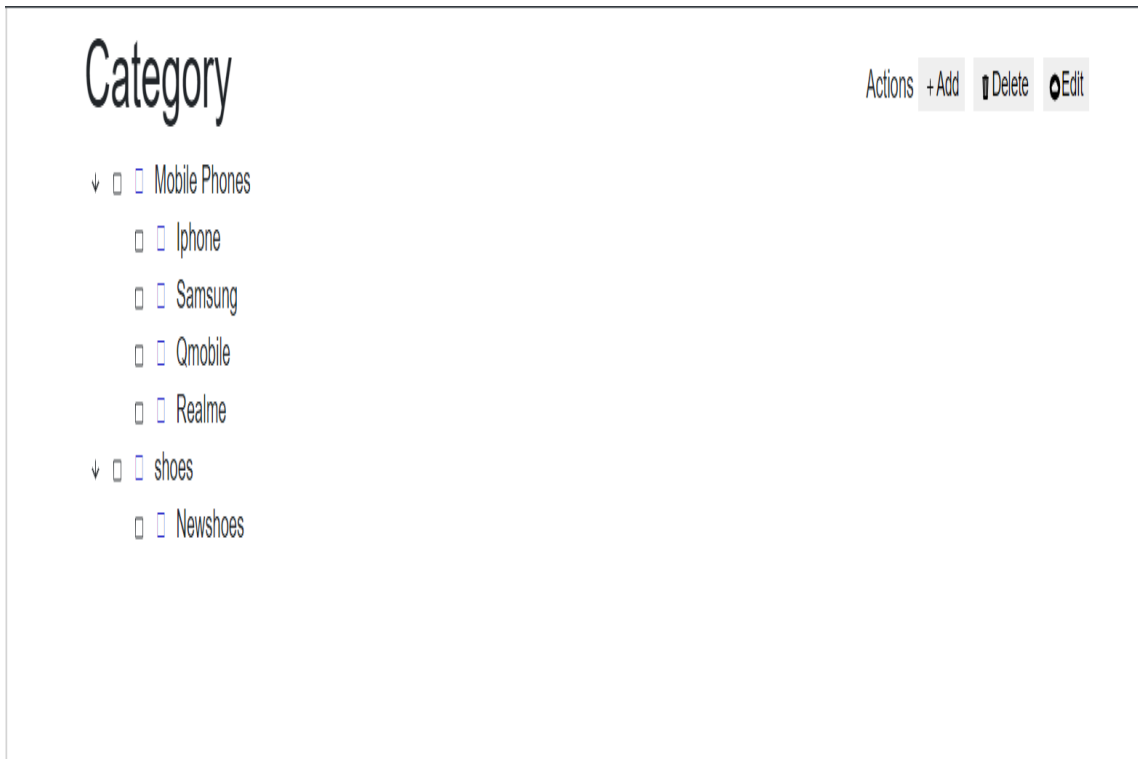 Category
Actions +Add Delete Edit
Mobile Phones
Iphone
Samsung
Qmobile
Realme
shoes
Newshoes